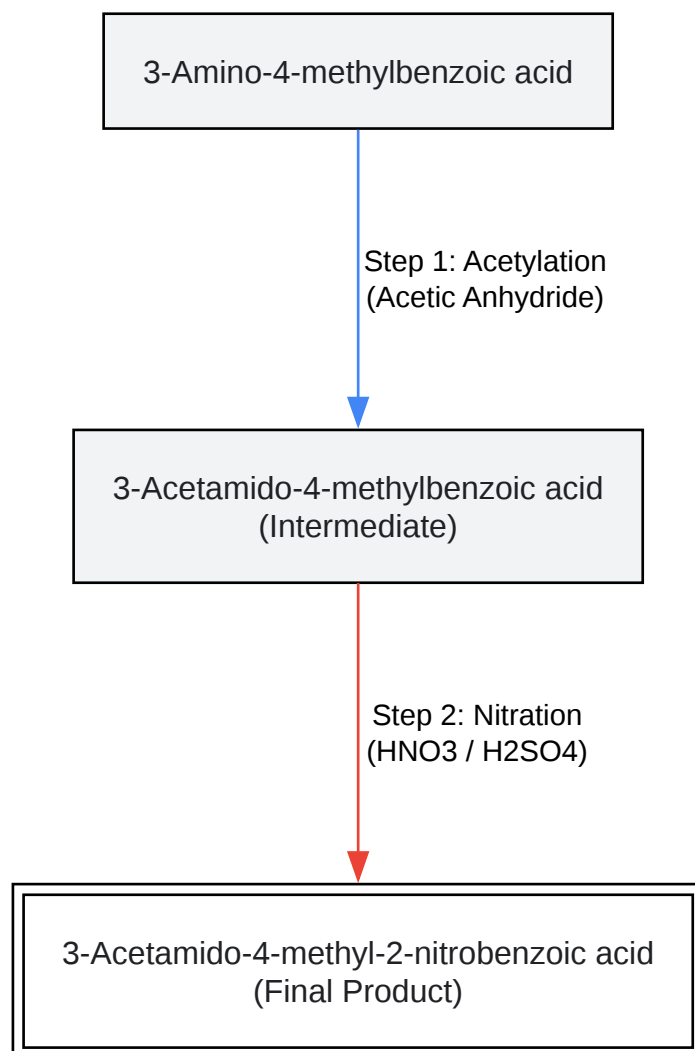 3-Amino-4-methylbenzoic acid
Step 1: Acetylation
(Acetic Anhydride)
3-Acetamido-4-methylbenzoic acid
(Intermediate)
Step 2: Nitration
(HNO3 / H2SO4)
3-Acetamido-4-methyl-2-nitrobenzoic acid
(Final Product)